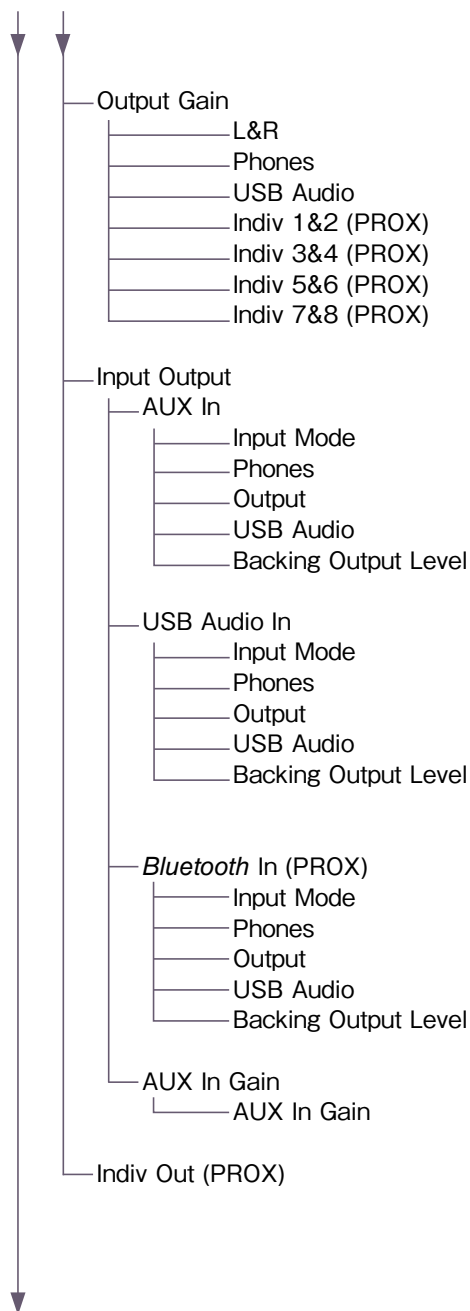 Output Gain
L&R
Phones
USB Audio
Indiv 1&2 (PROX)
Indiv 3&4 (PROX)
Indiv 5&6 (PROX)
Indiv 7&8 (PROX)
Input Output
AUX In
Input Mode
Phones
Output
USB Audio
Backing Output Level
USB Audio In
Input Mode
Phones
Output
USB Audio
Backing Output Level
Bluetooth In (PROX)
Input Mode
Phones
Output
USB Audio
Backing Output Level
AUX In Gain
AUX In Gain
Indiv Out (PROX)